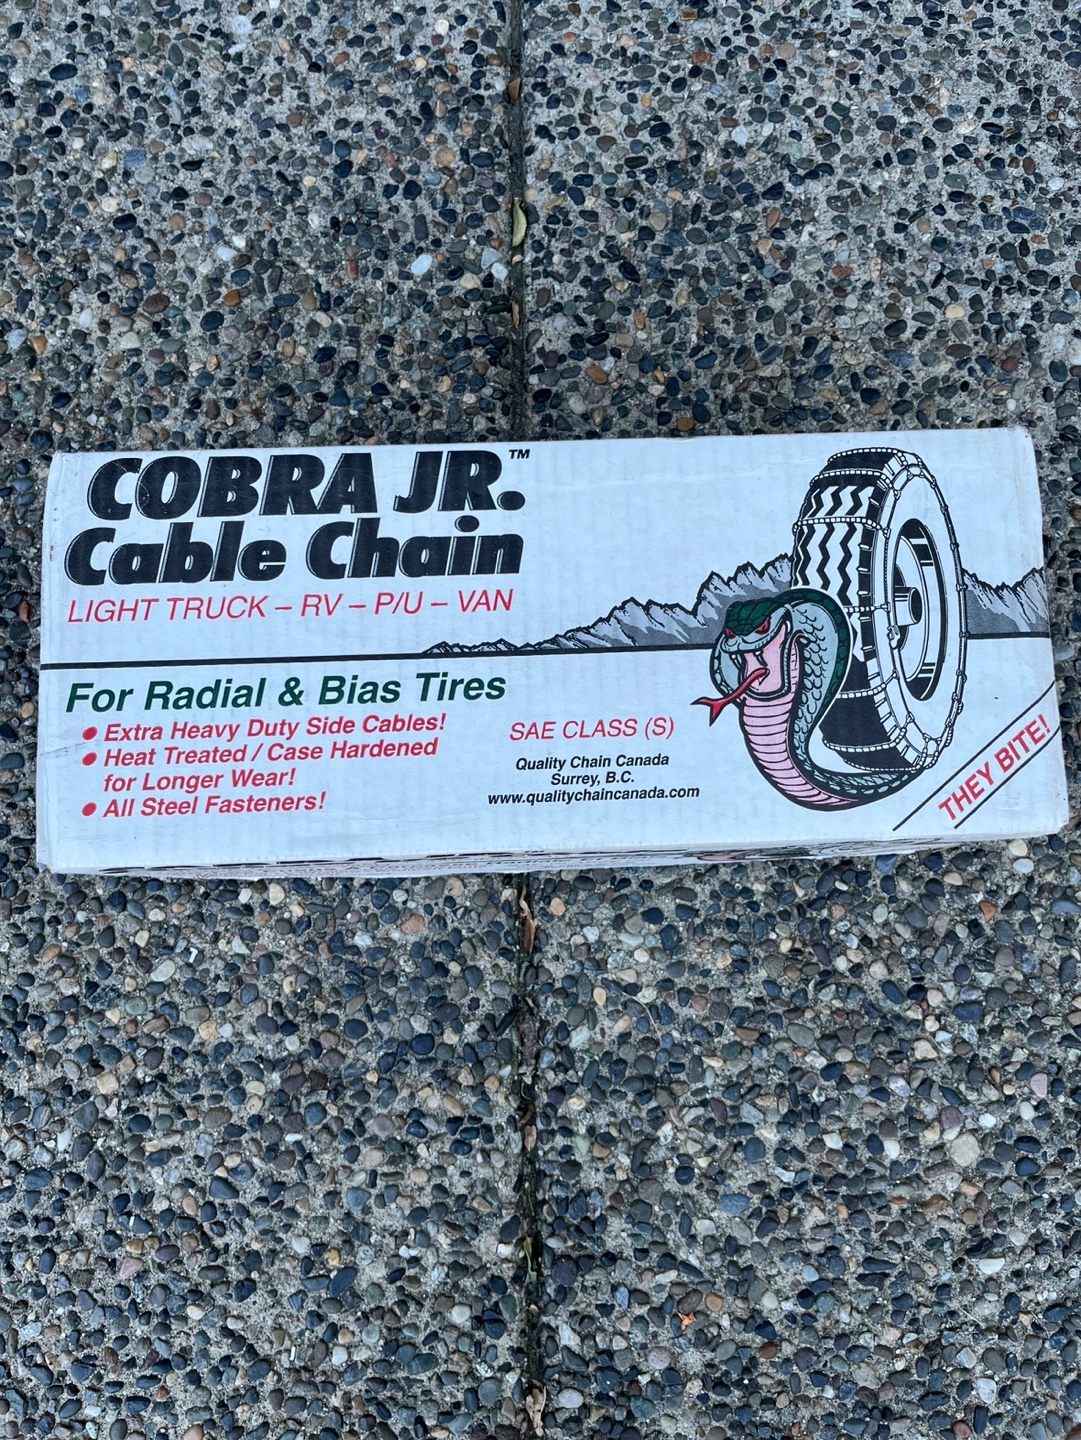 COBRA JR.™
Cable Chain
LIGHT TRUCK – RV – P/U – VAN
For Radial & Bias Tires
● Extra Heavy Duty Side Cables!
● Heat Treated / Case Hardened
for Longer Wear!
● All Steel Fasteners!
SAE CLASS (S)
Quality Chain Canada
Surrey, B.C.
www.qualitychaincanada.com
THEY BITE!